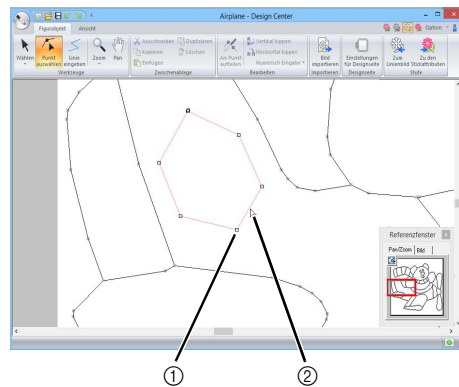 Airplane - Design Center
Figurobjekt Ansicht
Option
Wählen
Punkt auswählen
Linie eingeben
Zoom
Pan
Werkzeuge
Ausschneiden Duplizieren
Kopieren Löschen
Einfügen
Zwischenablage
Am Punkt aufteilen
Vertikal kippen
Horizontal kippen
Numerisch Eingabe
Bearbeiten
Bild importieren
Importieren
Einstellungen für Designseite
Designseite
Zum Linienbild
Zu den Stickattributen
Stufe
Referenzfenster
Pan/Zoom Bild
① ②